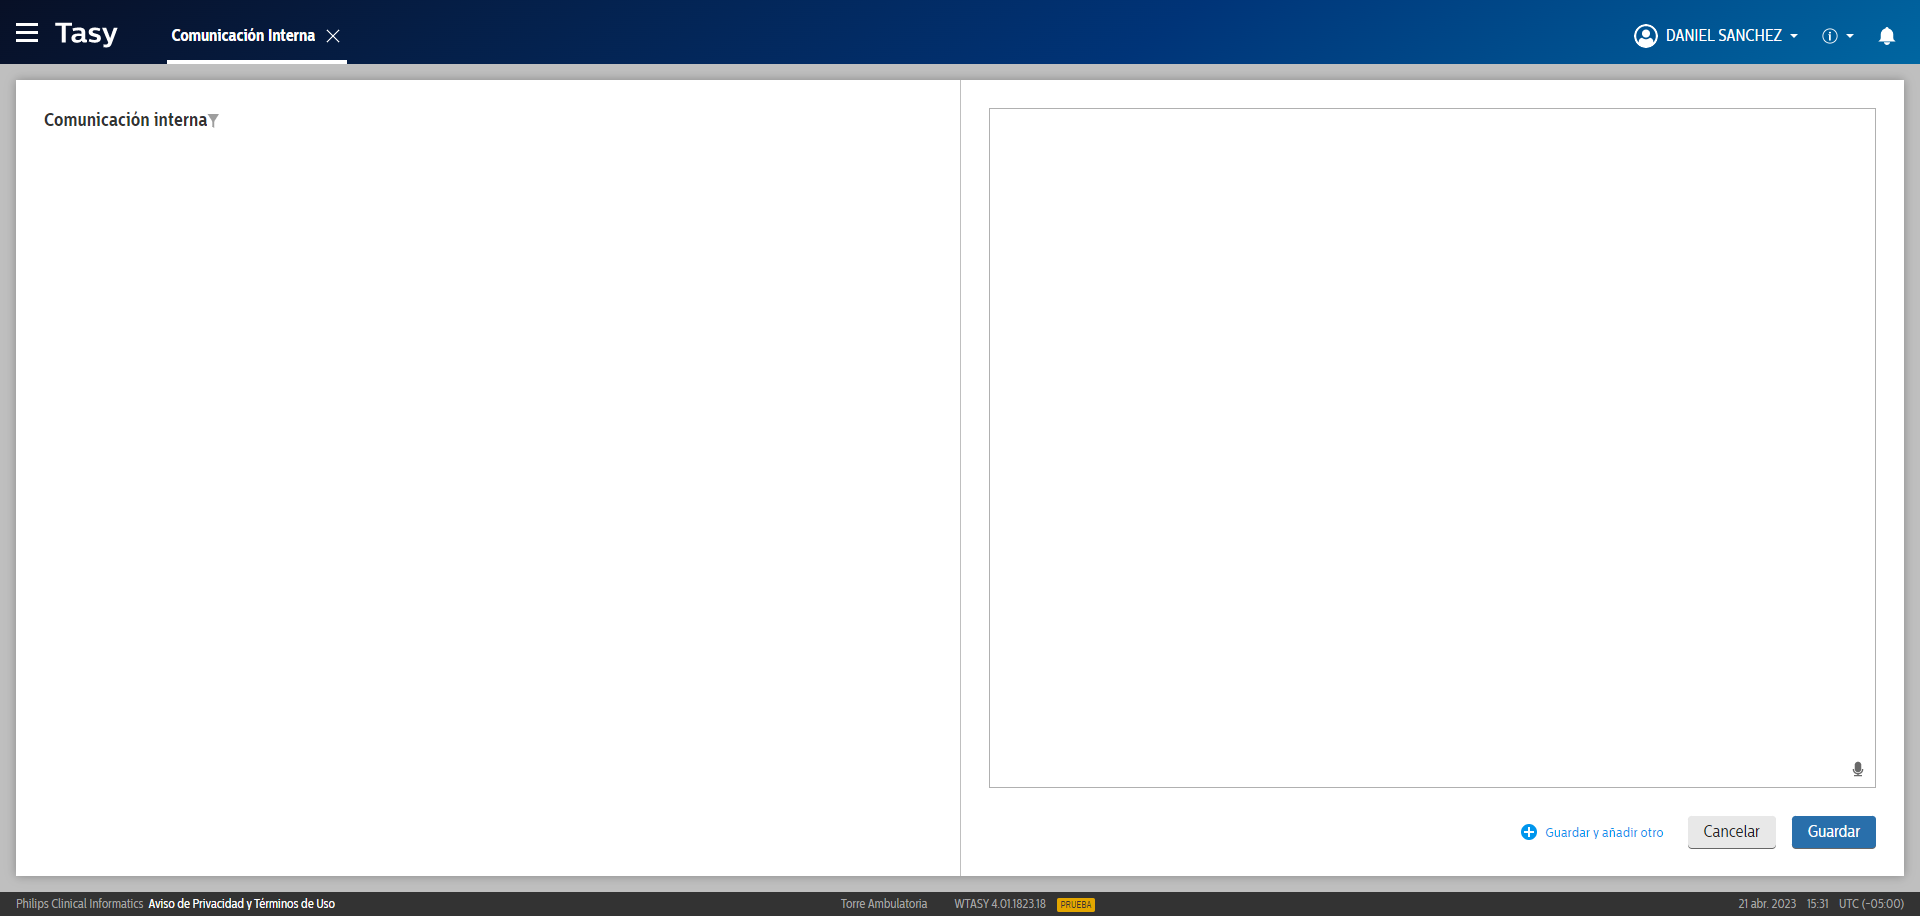 Tasy
Comunicación Interna
DANIEL SANCHEZ
Comunicación interna
Guardar y añadir otro
Cancelar
Guardar
Philips Clinical Informatics Aviso de Privacidad y Términos de Uso
Torre Ambulatoria WTASY 4.01.1823.18 PRUEBA
21 abr. 2023 15:31 UTC (-05:00)